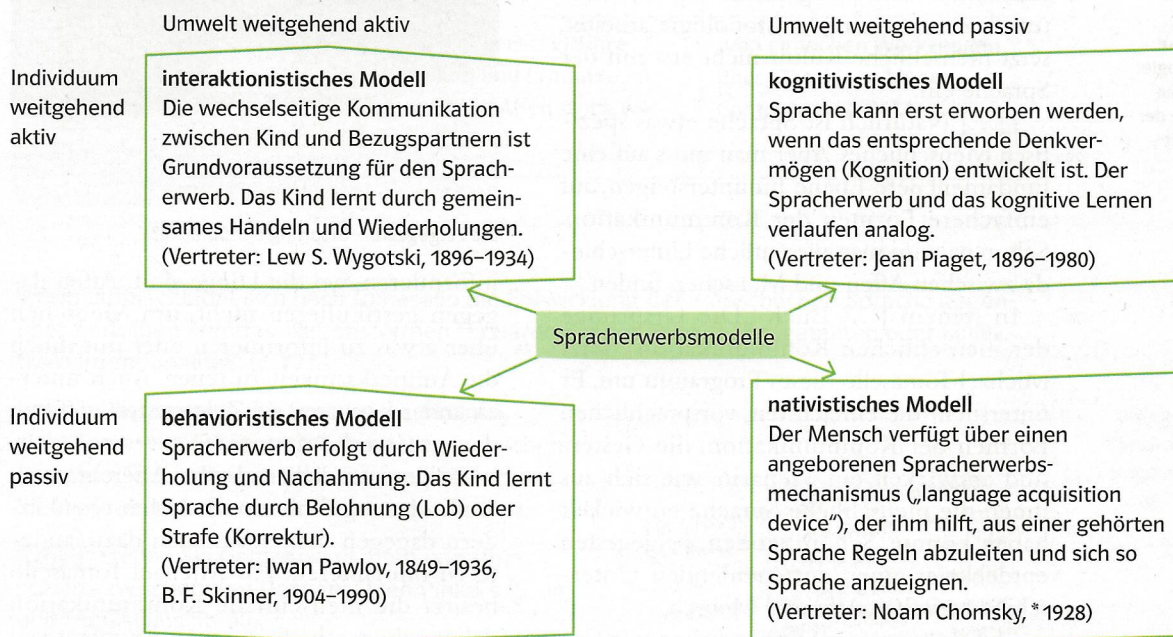 Umwelt weitgehend aktiv
Umwelt weitgehend passiv
Individuum
weitgehend
aktiv
interaktionistisches Modell
Die wechselseitige Kommunikation
zwischen Kind und Bezugspartnern ist
Grundvoraussetzung für den Sprach-
erwerb. Das Kind lernt durch gemein-
sames Handeln und Wiederholungen.
(Vertreter: Lew S. Wygotski, 1896–1934)
kognitivistisches Modell
Sprache kann erst erworben werden,
wenn das entsprechende Denkver-
mögen (Kognition) entwickelt ist. Der
Spracherwerb und das kognitive Lernen
verlaufen analog.
(Vertreter: Jean Piaget, 1896–1980)
Spracherwerbsmodelle
Individuum
weitgehend
passiv
behavioristisches Modell
Spracherwerb erfolgt durch Wieder-
holung und Nachahmung. Das Kind lernt
Sprache durch Belohnung (Lob) oder
Strafe (Korrektur).
(Vertreter: Iwan Pawlov, 1849–1936,
B. F. Skinner, 1904–1990)
nativistisches Modell
Der Mensch verfügt über einen
angeborenen Spracherwerbs-
mechanismus („language acquisition
device“), der ihm hilft, aus einer gehörten
Sprache Regeln abzuleiten und sich so
Sprache anzueignen.
(Vertreter: Noam Chomsky, * 1928)